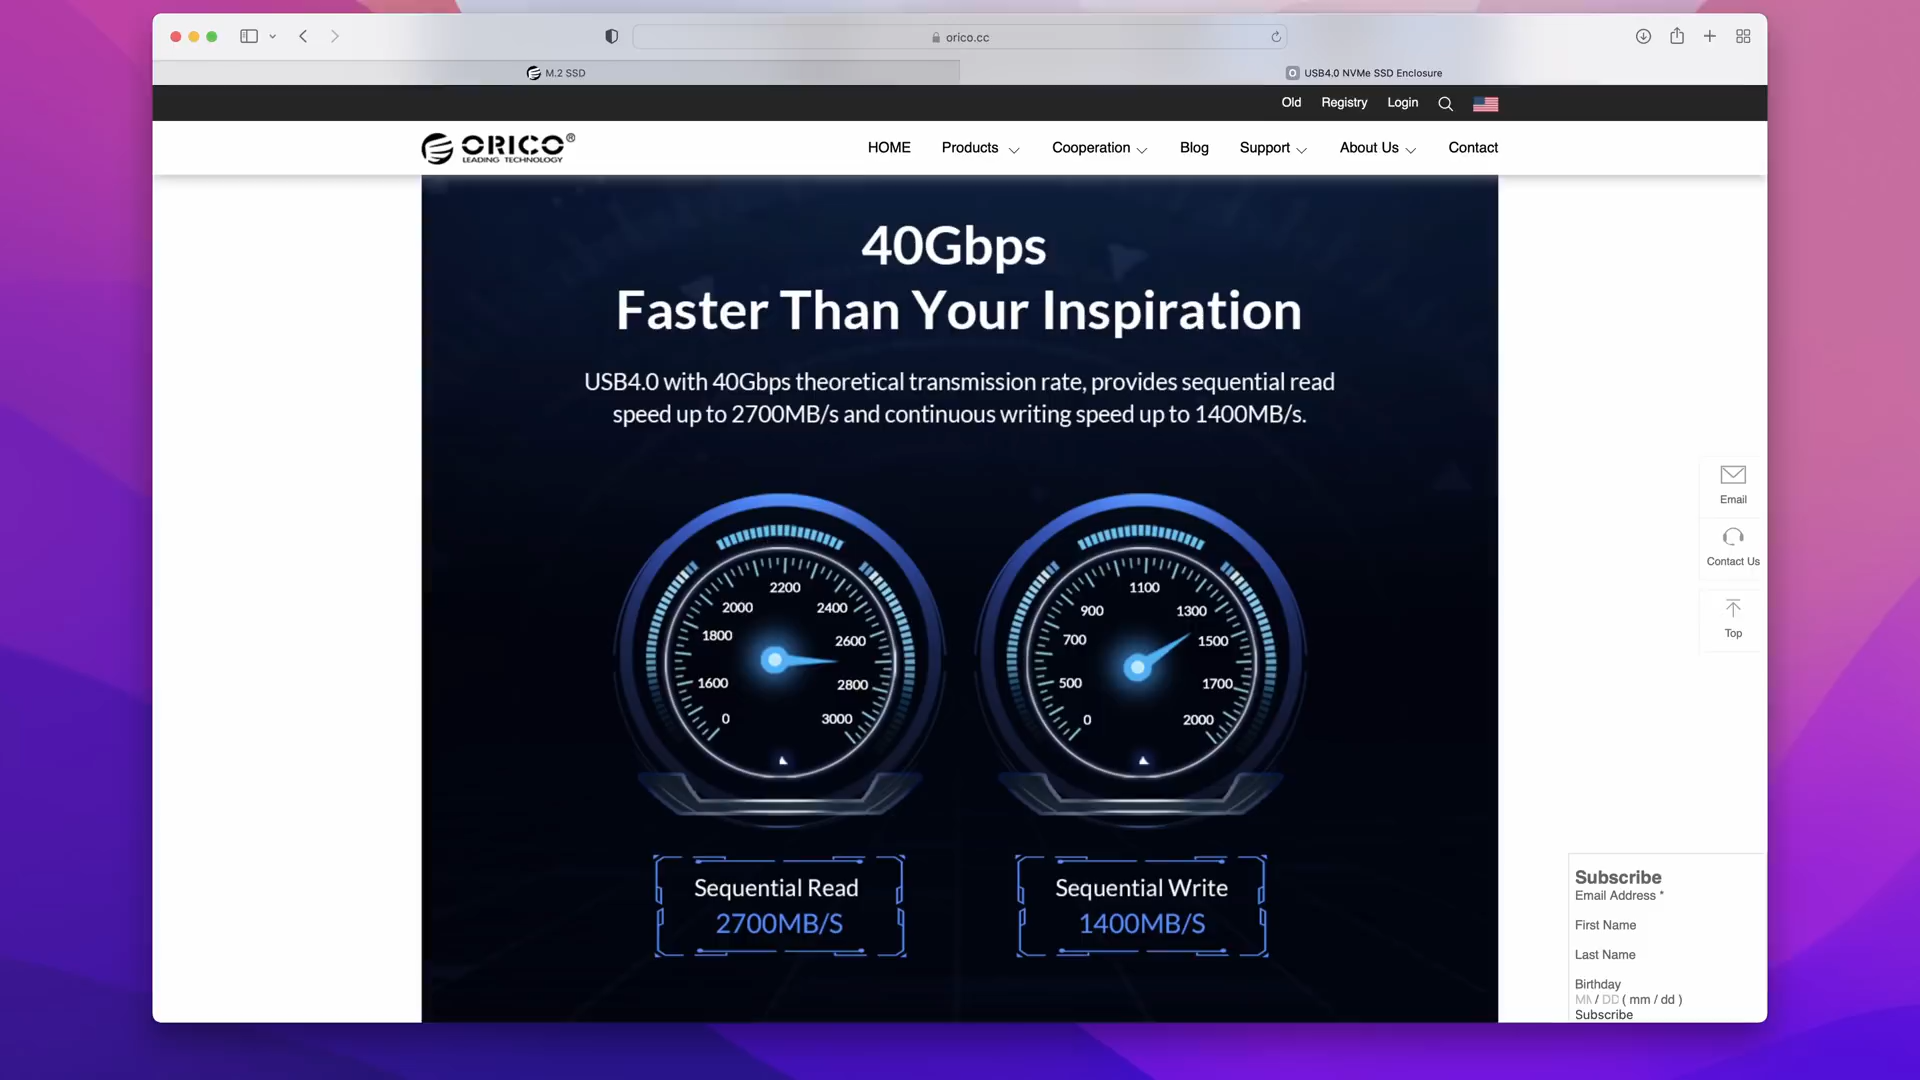 orico.cc
M.2 SSD
USB4.0 NVMe SSD Enclosure
Old
Registry
Login
ORICO®
LEADING TECHNOLOGY
HOME
Products
Cooperation
Blog
Support
About Us
Contact
40Gbps
Faster Than Your Inspiration
USB4.0 with 40Gbps theoretical transmission rate, provides sequential read
speed up to 2700MB/s and continuous writing speed up to 1400MB/s.
0
1600
1800
2000
2200
2400
2600
2800
3000
0
500
700
900
1100
1300
1500
1700
2000
Sequential Read
2700MB/S
Sequential Write
1400MB/S
Email
Contact Us
Top
Subscribe
Email Address *
First Name
Last Name
Birthday
MM / DD ( mm / dd )
Subscribe